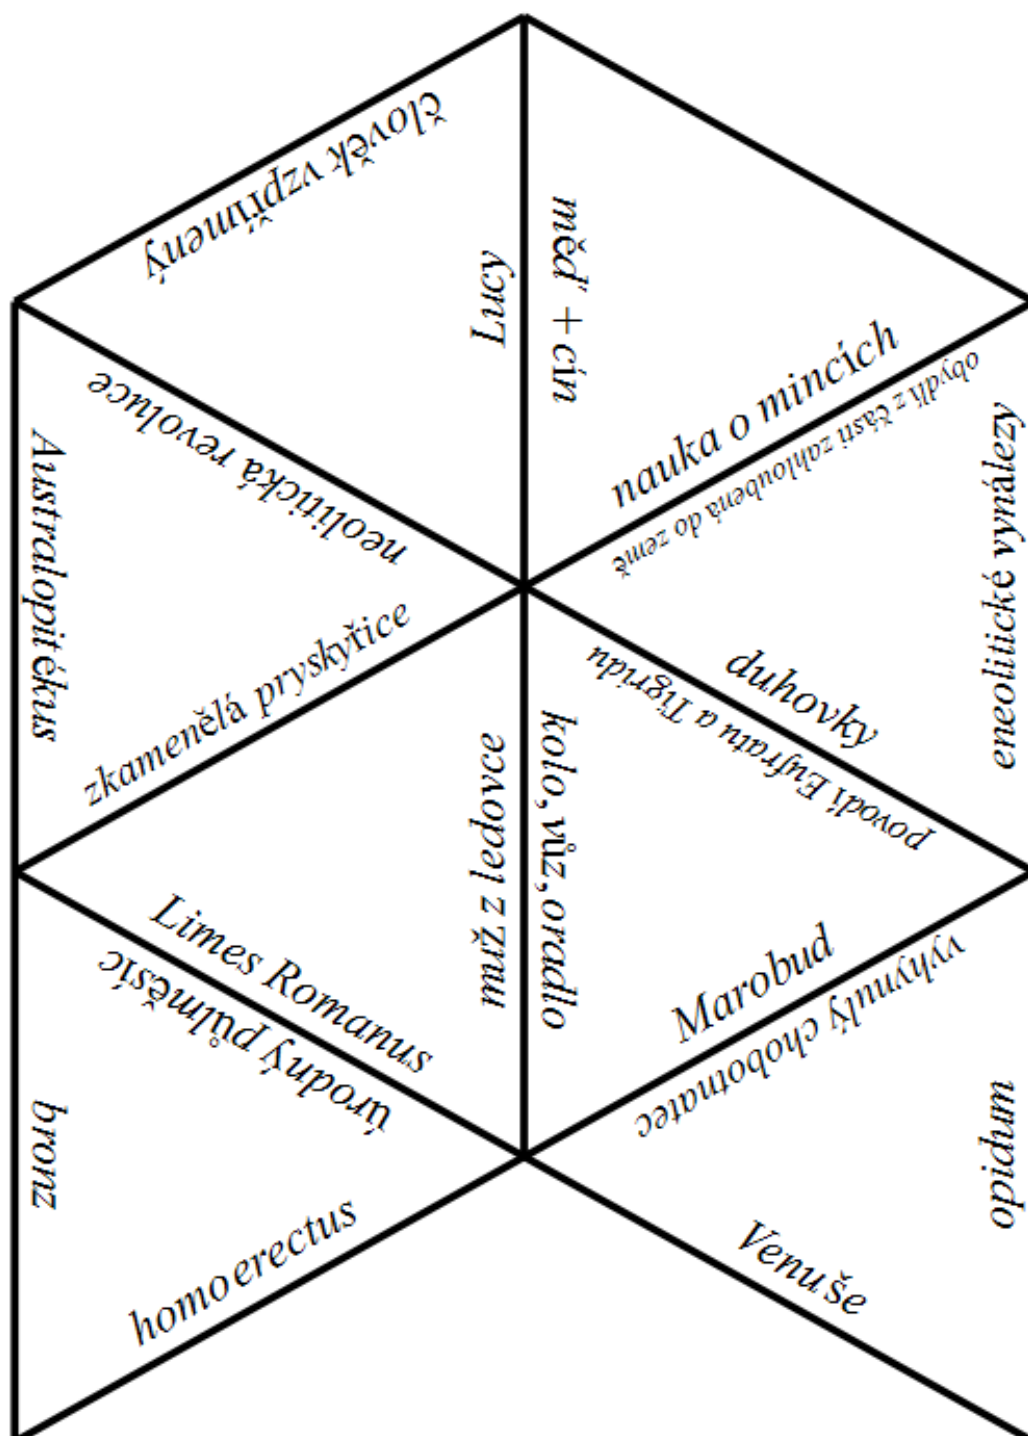 člověk vzpřímený
Lucy
měď + cín
nauka o mincích
obydlí z části zahloubená do země
eneolitické vynálezy
neolitická revoluce
Australopitékus
zkamenělá pryskyřice
duhovky
povodí Eufratu a Tigridu
muž z ledovce
kolo, vůz, oradlo
Limes Romanus
úrodný půlměsíc
Marobud
vyhynulý chobotnatec
bronz
homo erectus
Venuše
opidum